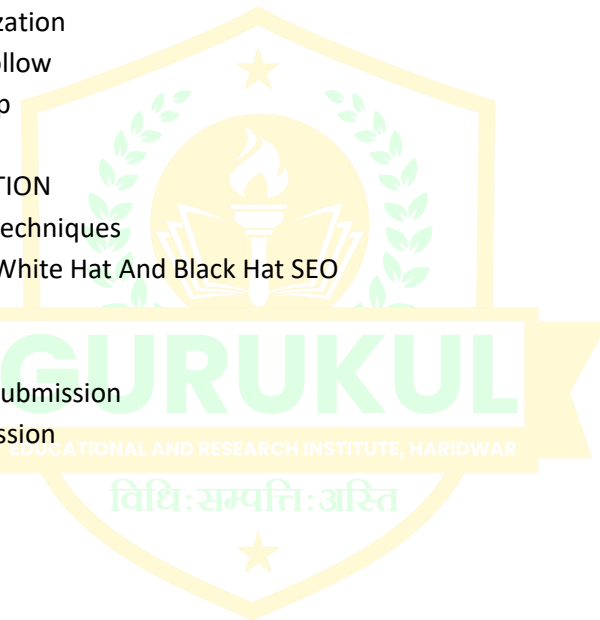 zation
llow
p
TION
echniques
White Hat And Black Hat SEO
GURUKUL
ubmission
ssion
EDUCATIONAL AND RESEARCH INSTITUTE, HARIDWAR
विधि:सम्पत्ति:अस्ति